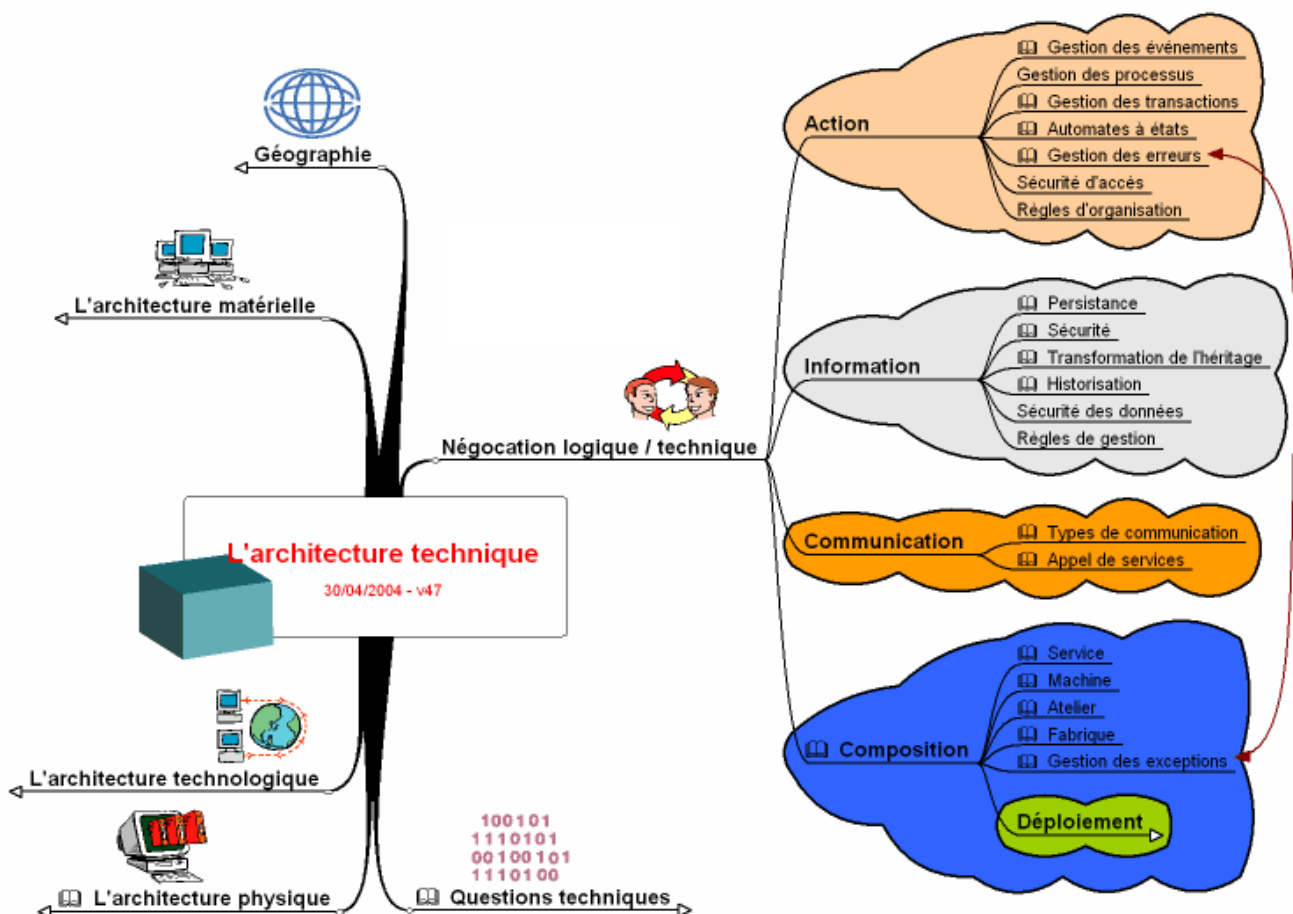 Géographie
L'architecture matérielle
L'architecture technique
30/04/2004 - v47
L'architecture technologique
L'architecture physique
100101
1110101
00100101
1110100
Questions techniques
Négocation logique / technique
Action
Gestion des événements
Gestion des processus
Gestion des transactions
Automates à états
Gestion des erreurs
Sécurité d'accès
Règles d'organisation
Information
Persistance
Sécurité
Transformation de l'héritage
Historisation
Sécurité des données
Règles de gestion
Communication
Types de communication
Appel de services
Composition
Service
Machine
Atelier
Fabrique
Gestion des exceptions
Déploiement